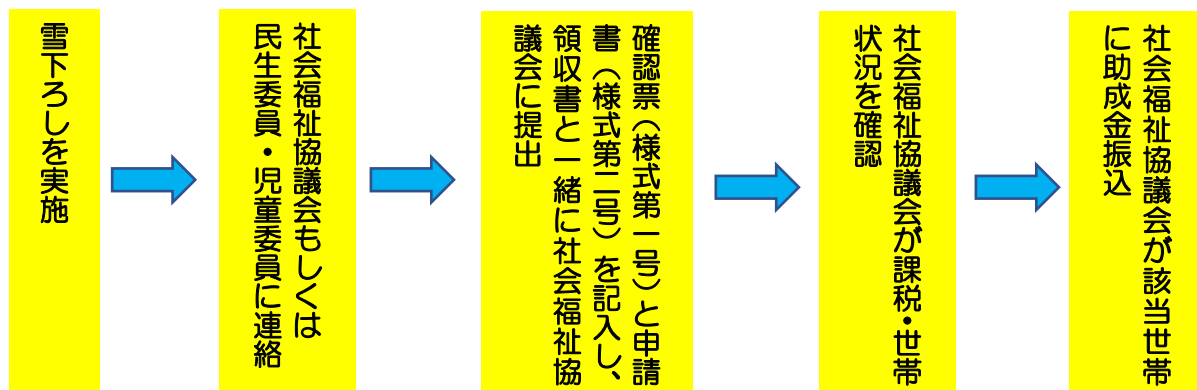 雪下ろしを実施
社会福祉協議会もしくは
民生委員・児童委員に連絡
確認票（様式第一号）と申請
書（様式第二号）を記入し、
領収書と一緒に社会福祉協
議会に提出
社会福祉協議会が課税・世帯
状況を確認
社会福祉協議会が該当世帯
に助成金振込